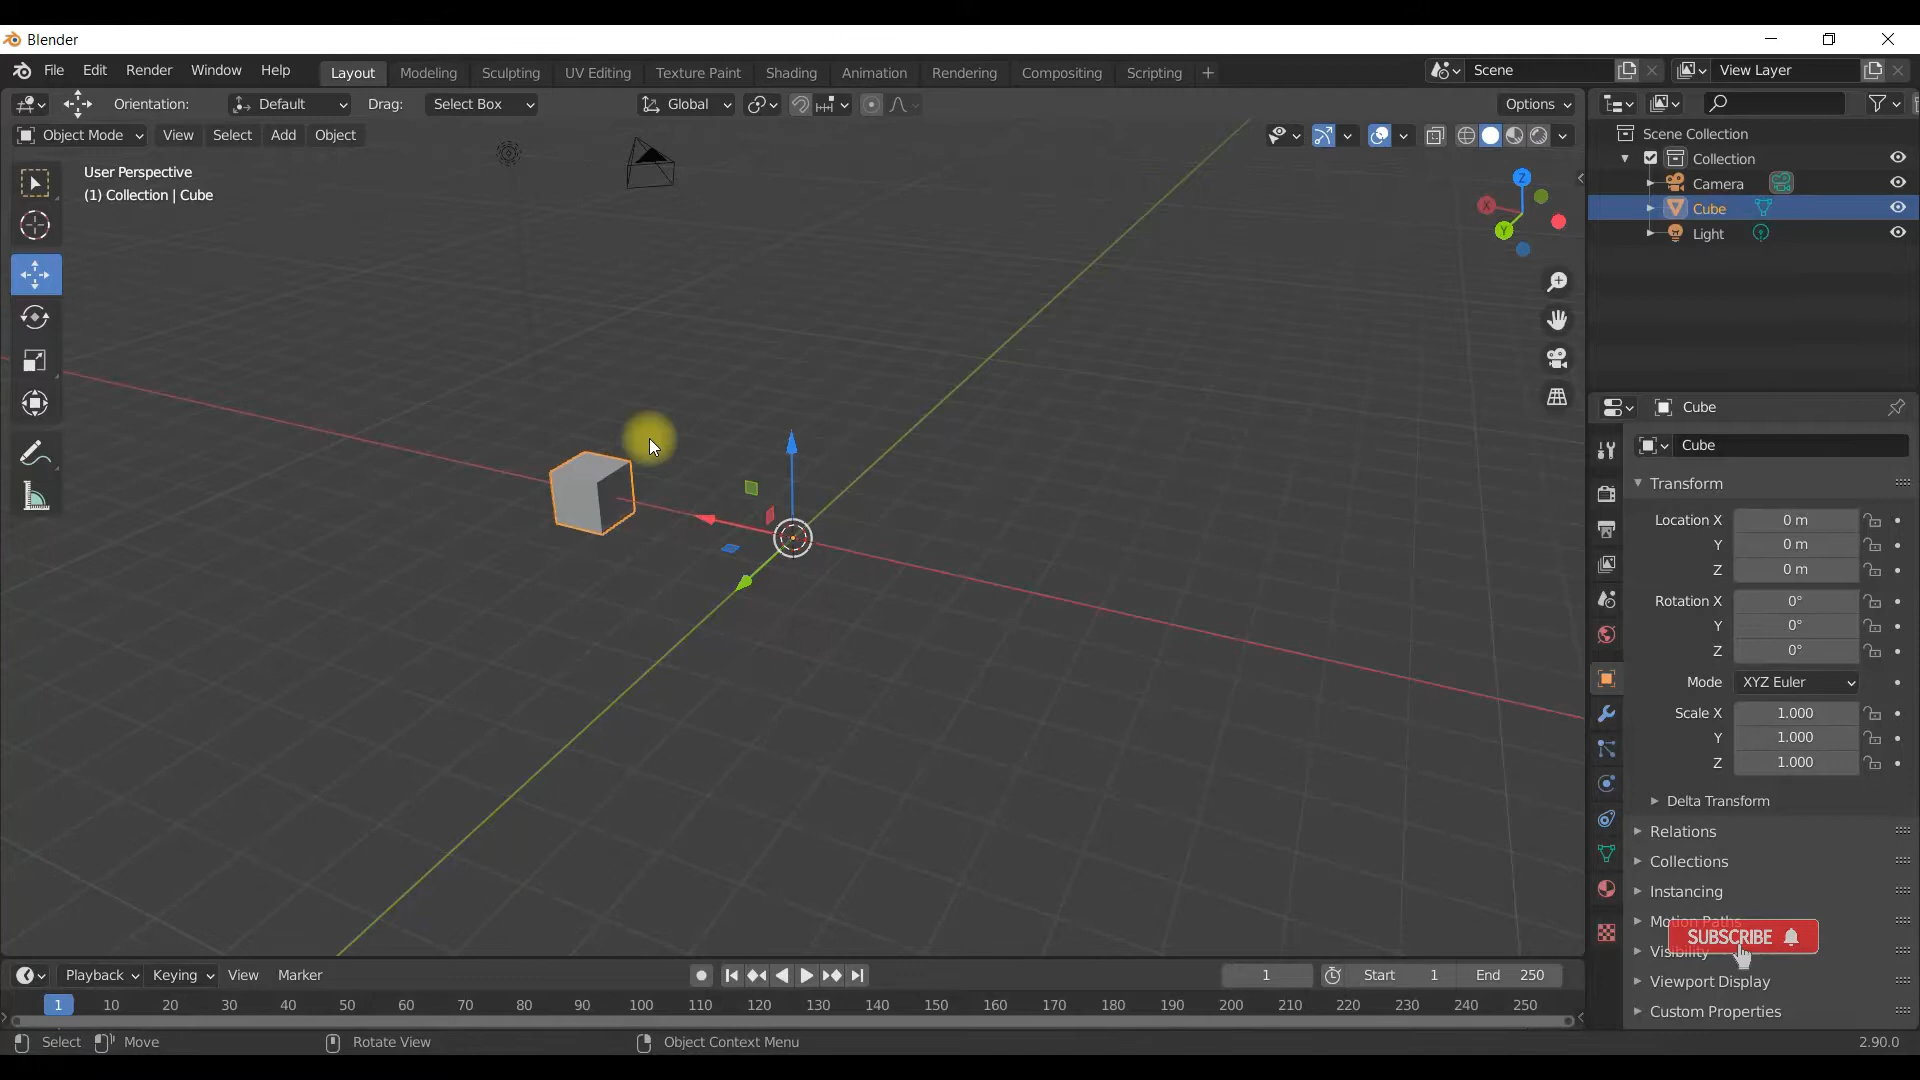 Blender
File Edit Render Window Help Layout Modeling Sculpting UV Editing Texture Paint Shading Animation Rendering Compositing Scripting + Scene View Layer
Orientation: Default Drag: Select Box Global Options
Object Mode View Select Add Object
User Perspective
(1) Collection | Cube
Z
X
Y
Scene Collection
Collection
Camera
Cube
Light
Cube
Cube
Transform
Location X 0 m
Y 0 m
Z 0 m
Rotation X 0°
Y 0°
Z 0°
Mode XYZ Euler
Scale X 1.000
Y 1.000
Z 1.000
Delta Transform
Relations
Collections
Instancing
Motion Paths
SUBSCRIBE
Visibility
Viewport Display
Custom Properties
Playback Keying View Marker 1 Start 1 End 250
1 10 20 30 40 50 60 70 80 90 100 110 120 130 140 150 160 170 180 190 200 210 220 230 240 250
Select Move Rotate View Object Context Menu 2.90.0